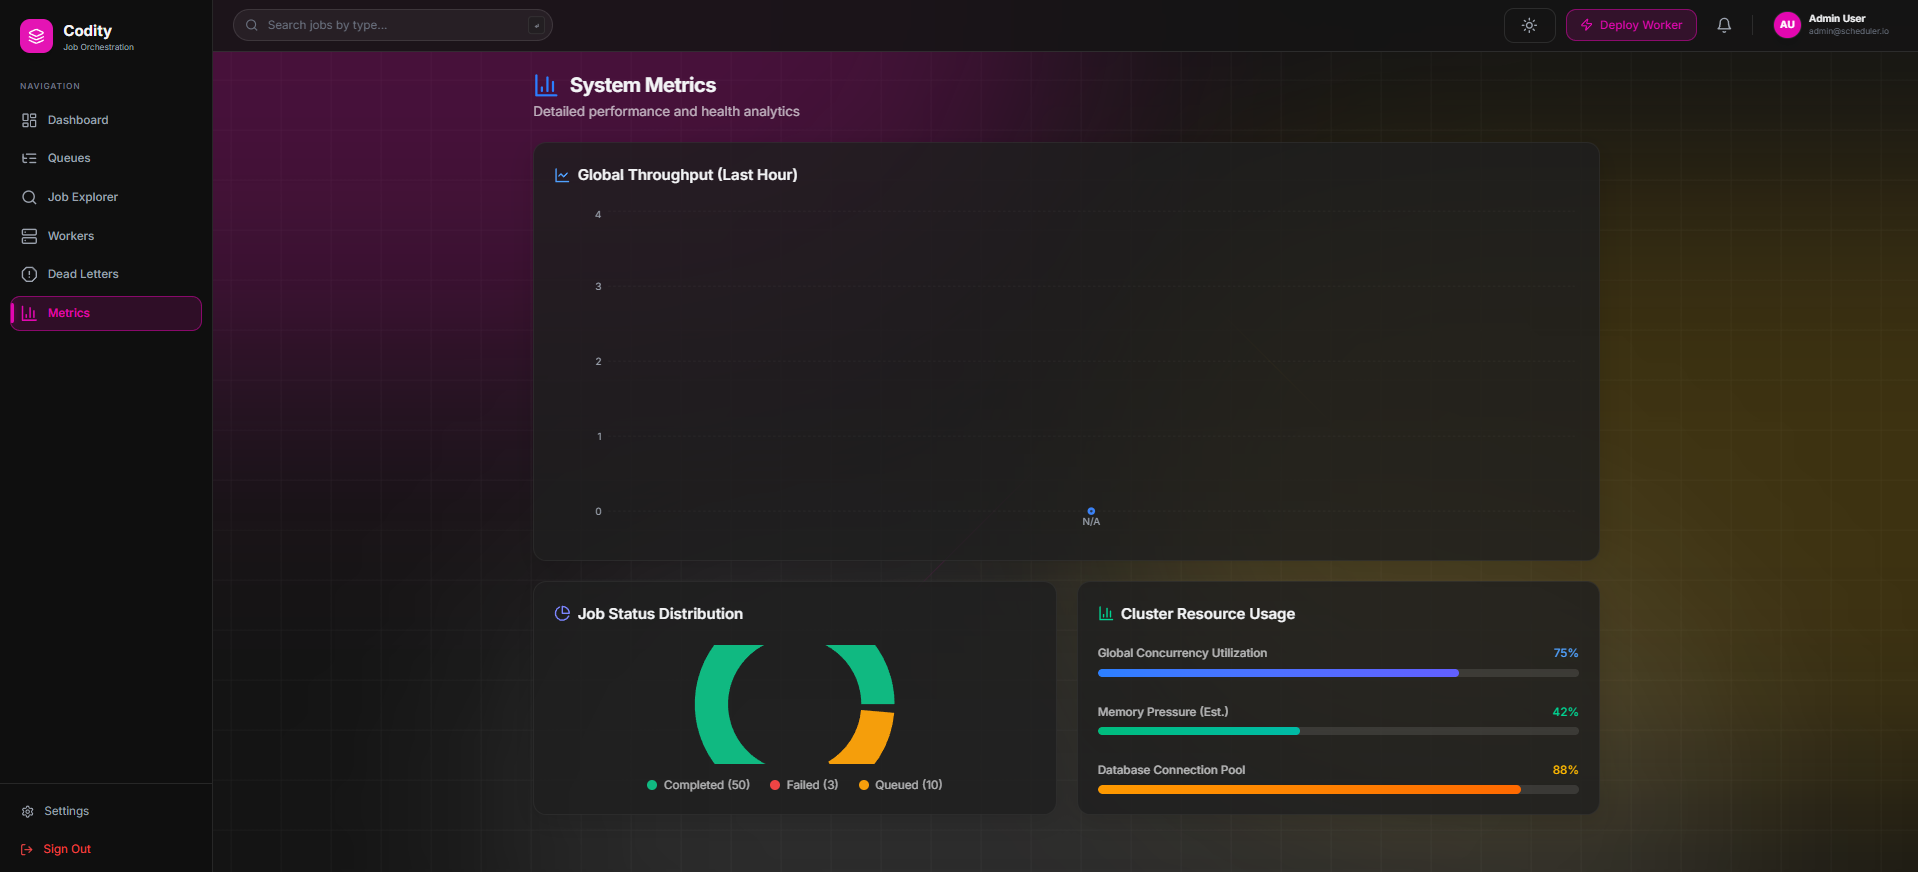 Codity
Job Orchestration
NAVIGATION
Dashboard
Queues
Job Explorer
Workers
Dead Letters
Metrics
Settings
Sign Out
Search jobs by type...
Deploy Worker
AU
Admin User
admin@scheduler.io
System Metrics
Detailed performance and health analytics
Global Throughput (Last Hour)
4
3
2
1
0
N/A
Job Status Distribution
Completed (50)
Failed (3)
Queued (10)
Cluster Resource Usage
Global Concurrency Utilization
75%
Memory Pressure (Est.)
42%
Database Connection Pool
88%